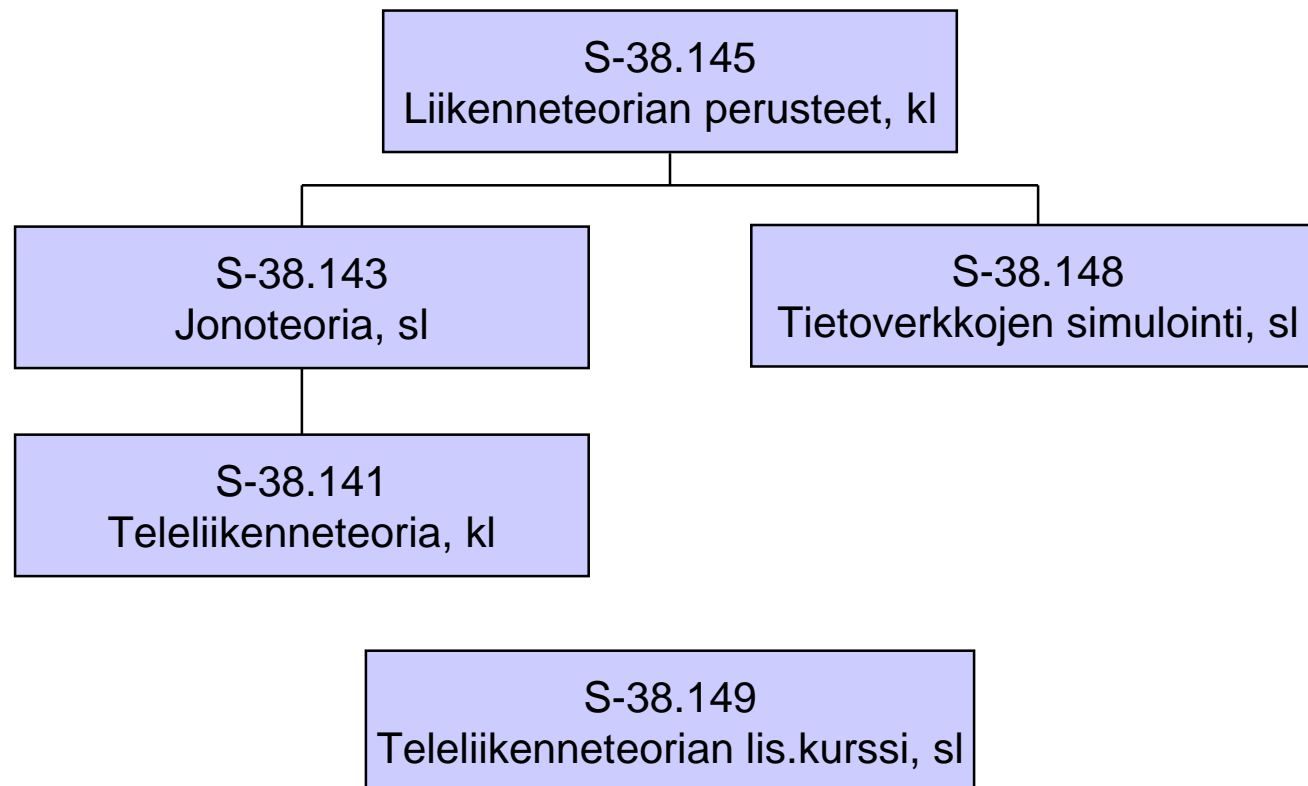 S-38.145
Liikenneteorian perusteet, kl
S-38.143
Jonoteoria, sl
S-38.148
Tietoverkkojen simulointi, sl
S-38.141
Teleliikenneteoria, kl
S-38.149
Teleliikenneteorian lis.kurssi, sl